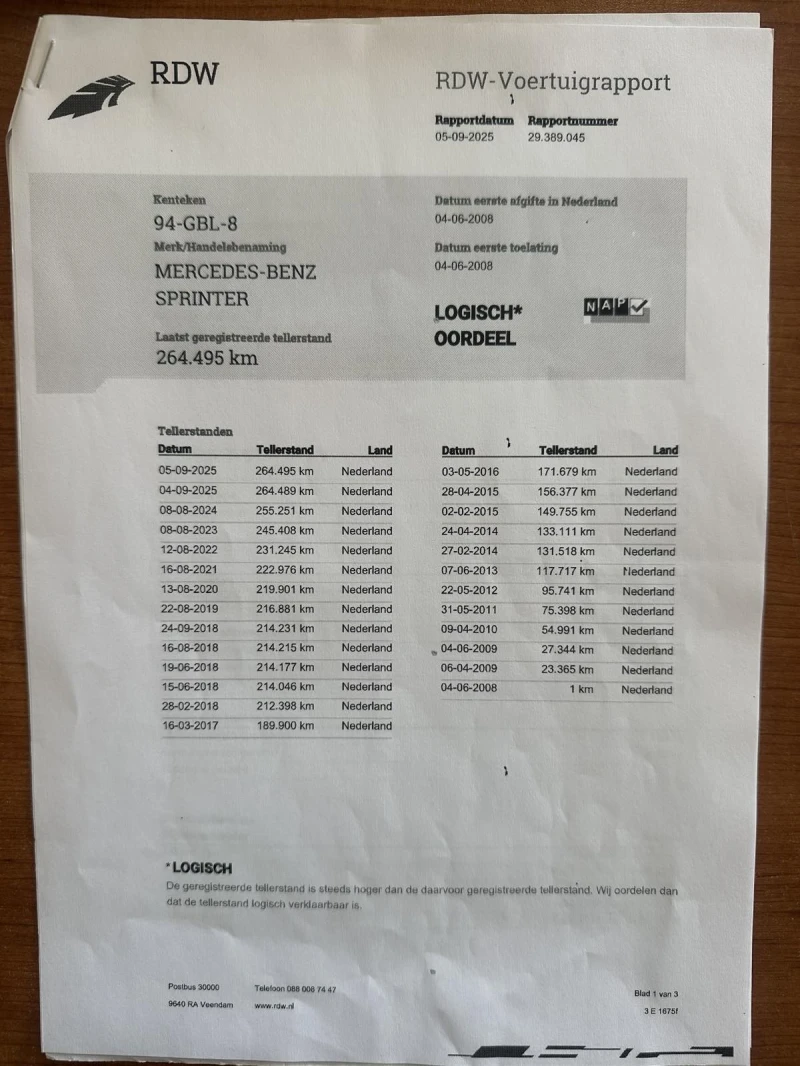 RDW
RDW-Voertuigrapport
Rapportdatum Rapportnummer
05-09-2025 29.389.045
Kenteken
94-GBL-8
Merk/Handelsbenaming
MERCEDES-BENZ
SPRINTER
Laatst geregistreerde tellerstand
264.495 km
Datum eerste afgifte in Nederland
04-06-2008
Datum eerste toelating
04-06-2008
LOGISCH*
OORDEEL
NAP
Tellerstanden
Datum Tellerstand Land
05-09-2025 264.495 km Nederland
04-09-2025 264.489 km Nederland
08-08-2024 255.251 km Nederland
08-08-2023 245.408 km Nederland
12-08-2022 231.245 km Nederland
16-08-2021 222.976 km Nederland
13-08-2020 219.901 km Nederland
22-08-2019 216.881 km Nederland
24-09-2018 214.231 km Nederland
16-08-2018 214.215 km Nederland
19-06-2018 214.177 km Nederland
15-06-2018 214.046 km Nederland
28-02-2018 212.398 km Nederland
16-03-2017 189.900 km Nederland
Datum Tellerstand Land
03-05-2016 171.679 km Nederland
28-04-2015 156.377 km Nederland
02-02-2015 149.755 km Nederland
24-04-2014 133.111 km Nederland
27-02-2014 131.518 km Nederland
07-06-2013 117.717 km Nederland
22-05-2012 95.741 km Nederland
31-05-2011 75.398 km Nederland
09-04-2010 54.991 km Nederland
04-06-2009 27.344 km Nederland
06-04-2009 23.365 km Nederland
04-06-2008 1 km Nederland
* LOGISCH
De geregistreerde tellerstand is steeds hoger dan de daarvoor geregistreerde tellerstand. Wij oordelen dan
dat de tellerstand logisch verklaarbaar is.
Postbus 30000 Telefoon 088 008 74 47
9640 RA Veendam www.rdw.nl
Blad 1 van 3
3 E 1675f